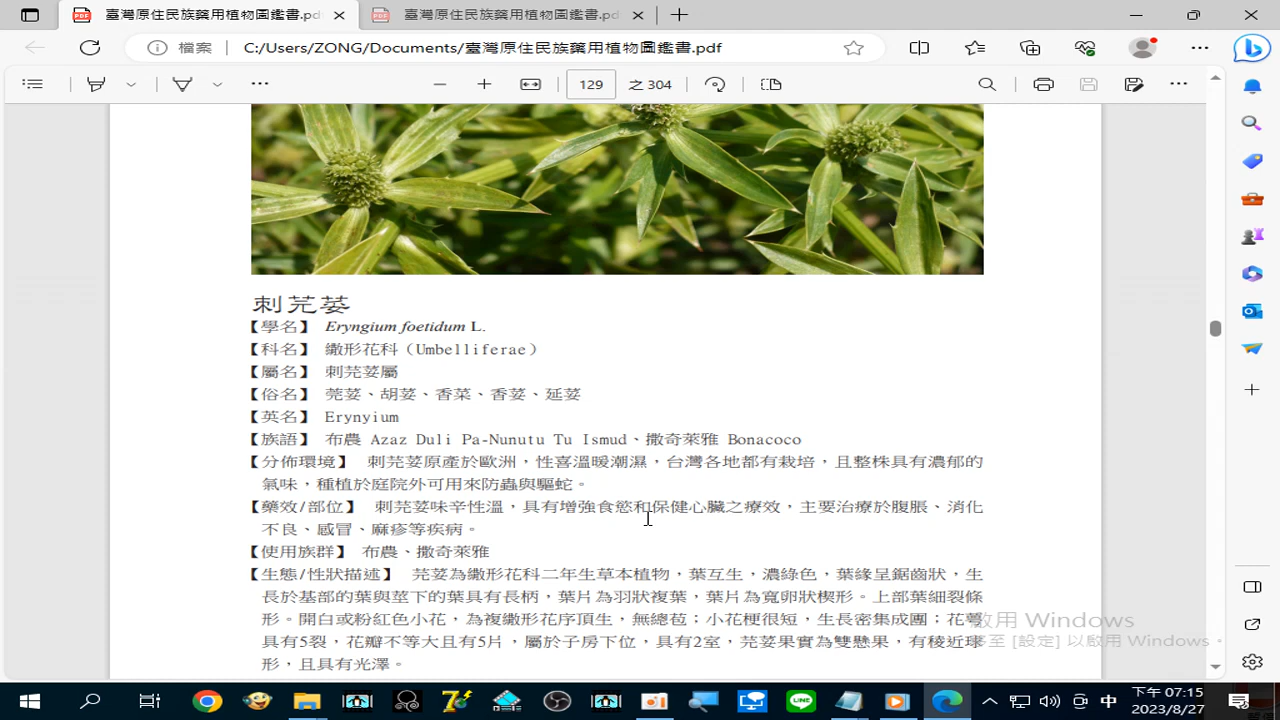 臺灣原住民族藥用植物圖鑑書.pdf
臺灣原住民族藥用植物圖鑑書.pdf
檔案 C:/Users/ZONG/Documents/臺灣原住民族藥用植物圖鑑書.pdf
129 之 304
刺芫荽
【學名】 Eryngium foetidum L.
【科名】 繖形花科（Umbelliferae）
【屬名】 刺芫荽屬
【俗名】 莞荽、胡荽、香菜、香荽、延荽
【英名】 Erynyium
【族語】 布農 Azaz Duli Pa-Nunutu Tu Ismud、撒奇萊雅 Bonacoco
【分佈環境】 刺芫荽原產於歐洲，性喜溫暖潮濕，台灣各地都有栽培，且整株具有濃郁的
氣味，種植於庭院外可用來防蟲與驅蛇。
【藥效/部位】 刺芫荽味辛性溫，具有增強食慾和保健心臟之療效，主要治療於腹脹、消化
不良、感冒、麻疹等疾病。
【使用族群】 布農、撒奇萊雅
【生態/性狀描述】 芫荽為繖形花科二年生草本植物，葉互生，濃綠色，葉緣呈鋸齒狀，生
長於基部的葉與莖下的葉具有長柄，葉片為羽狀複葉，葉片為寬卵狀楔形。上部葉細裂條
形。開白或粉紅色小花，為複繖形花序頂生，無總苞；小花梗很短，生長密集成團；花萼
具有5裂，花瓣不等大且有5片，屬於子房下位，具有2室，芫荽果實為雙懸果，有稜近球
形，且具有光澤。
啟用 Windows
移至 [設定] 以啟用 Windows。
中
下午 07:15
2023/8/27